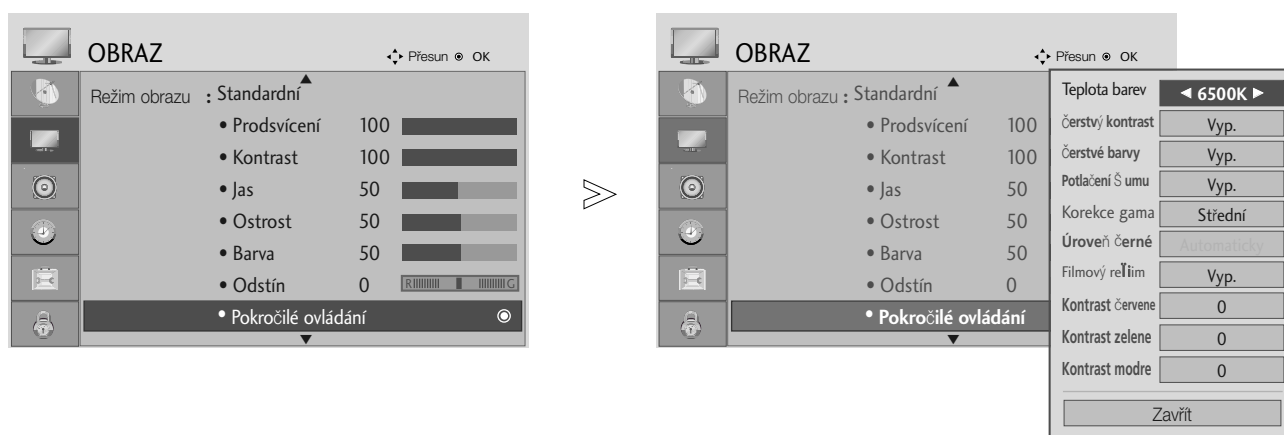 OBRAZ
Přesun OK
Režim obrazu : Standardní
• Prodsvícení 100
• Kontrast 100
• Jas 50
• Ostrost 50
• Barva 50
• Odstín 0 R G
• Pokročilé ovládání
OBRAZ
Přesun OK
Režim obrazu : Standardní
• Prodsvícení 100
• Kontrast 100
• Jas 50
• Ostrost 50
• Barva 50
• Odstín 0
• Pokročilé ovládání
Teplota barev ◄ 6500K ►
Čerstvý kontrast Vyp.
Čerstvé barvy Vyp.
Potlačení Š umu Vyp.
Korekce gama Střední
Úroveň černé Automaticky
Filmový Vyp.
Kontrast červene 0
Kontrast zelene 0
Kontrast modre 0
Zavřít